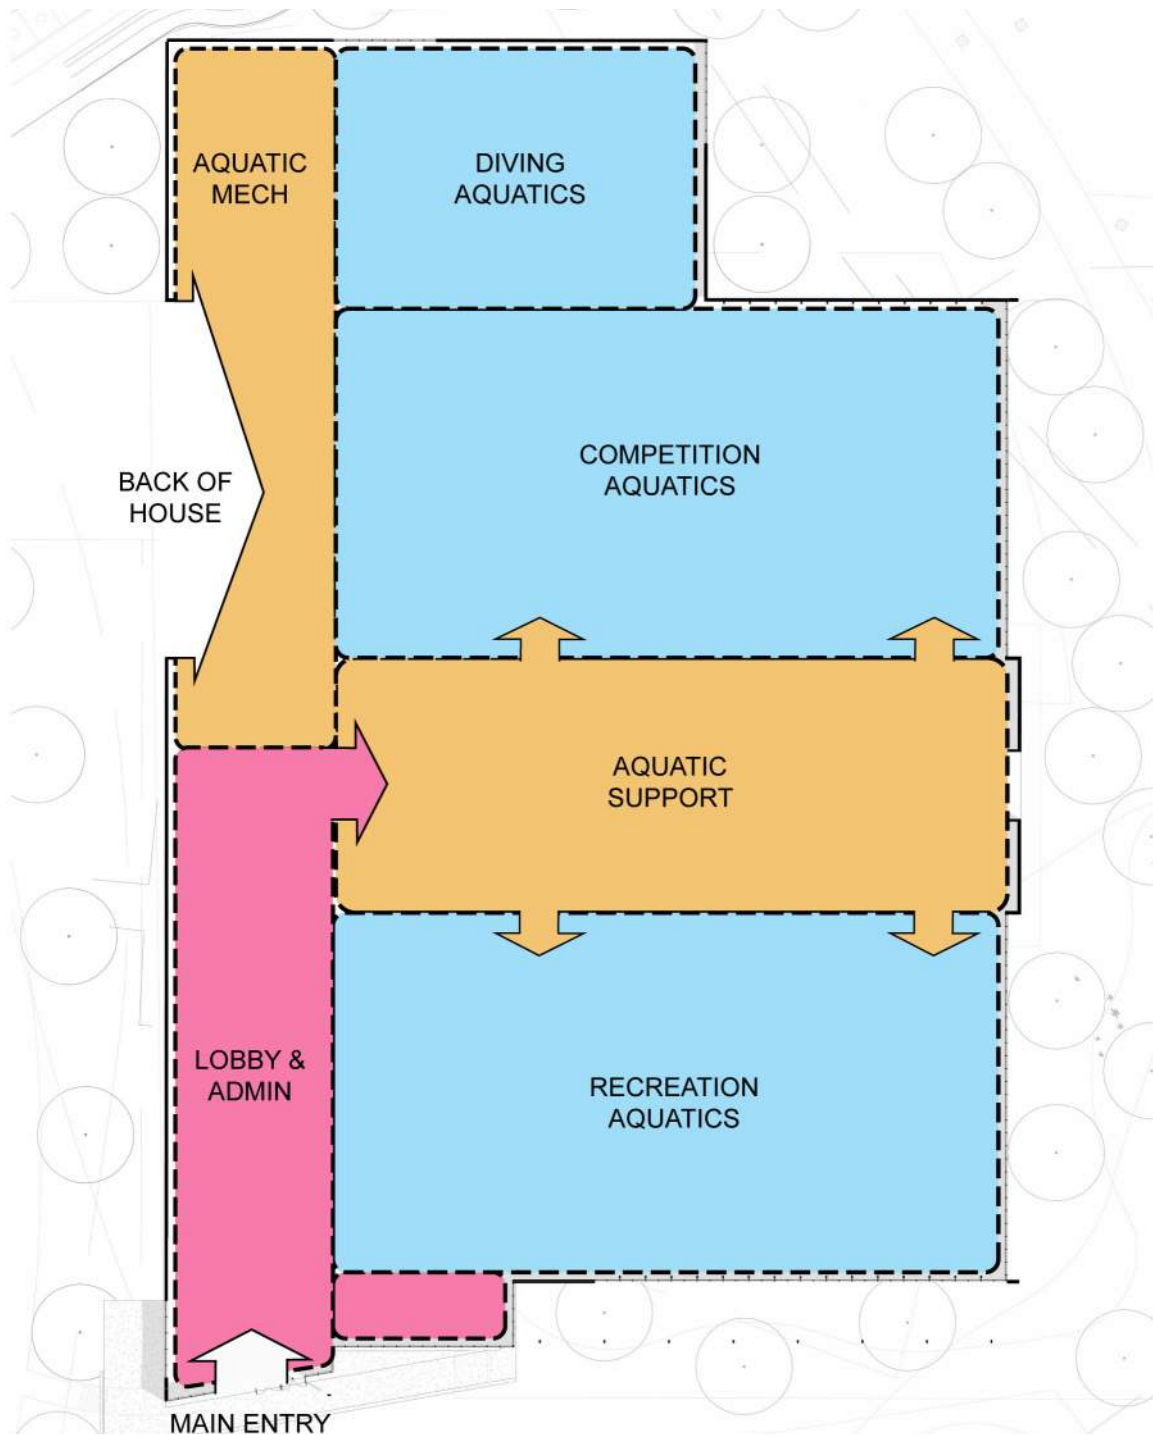 AQUATIC
MECH
DIVING
AQUATICS
BACK OF
HOUSE
COMPETITION
AQUATICS
AQUATIC
SUPPORT
LOBBY &
ADMIN
RECREATION
AQUATICS
MAIN ENTRY